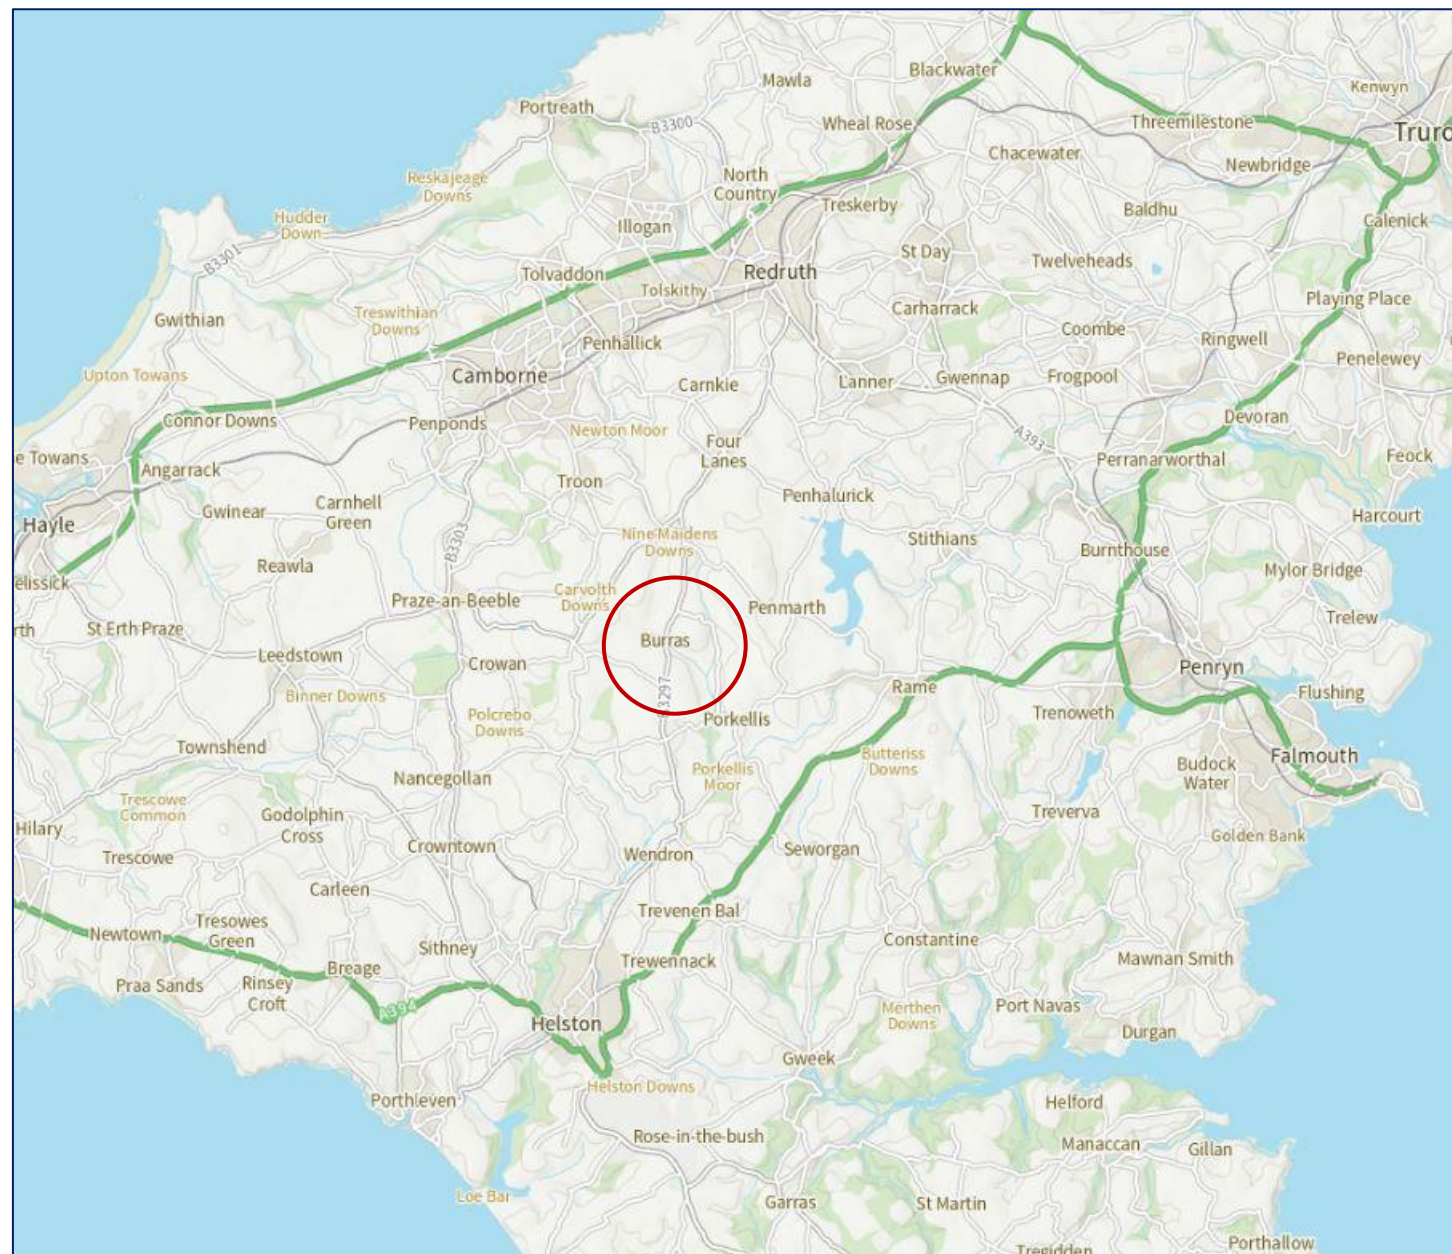 Blackwater
Mawla
Kenwyn
Portreath
B3300
Wheal Rose
Threemilestone
Truro
Chacewater
Newbridge
North
Country
Reskajeage
Downs
Treskerby
Baldhu
Calenick
Hudder
Down
Illogan
B3301
St Day
Twelveheads
Tolvaddon
Redruth
Tolskithy
Playing Place
Gwithian
Treswithian
Downs
Carharrack
Coombe
Ringwell
Penhallick
Penelewey
Upton Towans
Camborne
Carnkie
Lanner
Gwennap
Frogpool
Connor Downs
Penponds
Newton Moor
Devoran
Four
Lanes
A393
e Towans
Angarrack
Perranarworthal
Feock
Troon
Penhalurick
Hayle
Gwinear
Carnhell
Green
Harcourt
B3303
Nine Maidens
Downs
Stithians
Burnthouse
Reawla
Mylor Bridge
elissick
Praze-an-Beeble
Carvolth
Downs
Penmarth
Trelew
rth
St Erth Praze
Leedstown
Burras
Crowan
Penryn
Binner Downs
B3297
Rame
Flushing
Polcrebo
Downs
Porkellis
Trenoweth
Townshend
Nancegollan
Porkellis
Moor
Butteriss
Downs
Budock
Water
Falmouth
Trescowe
Common
Godolphin
Cross
Treverva
Hilary
Golden Bank
Trescowe
Crowntown
Wendron
Seworgan
Carleen
Trevenen Bal
Newtown
Tresowes
Green
Sithney
Constantine
Breage
Trewennack
Mawnan Smith
Praa Sands
Rinsey
Croft
A394
Helston
Merthen
Downs
Port Navas
Durgan
Gweek
Helston Downs
Porthleven
Helford
Rose-in-the-bush
Manaccan
Gillan
Loe Bar
Garras
St Martin
Tregidden
Porthallow